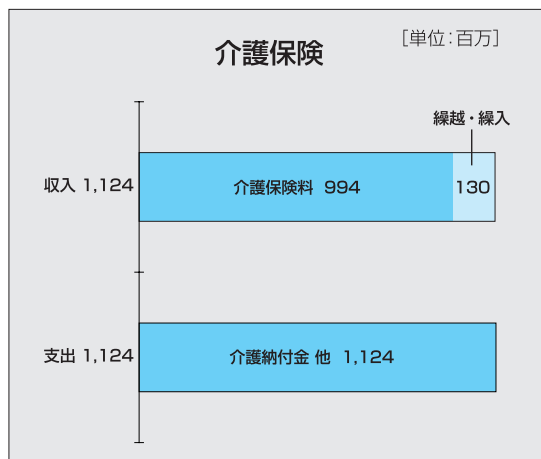 介護保険
［単位：百万］
繰越・繰入
収入 1,124
介護保険料 994
130
支出 1,124
介護納付金 他 1,124